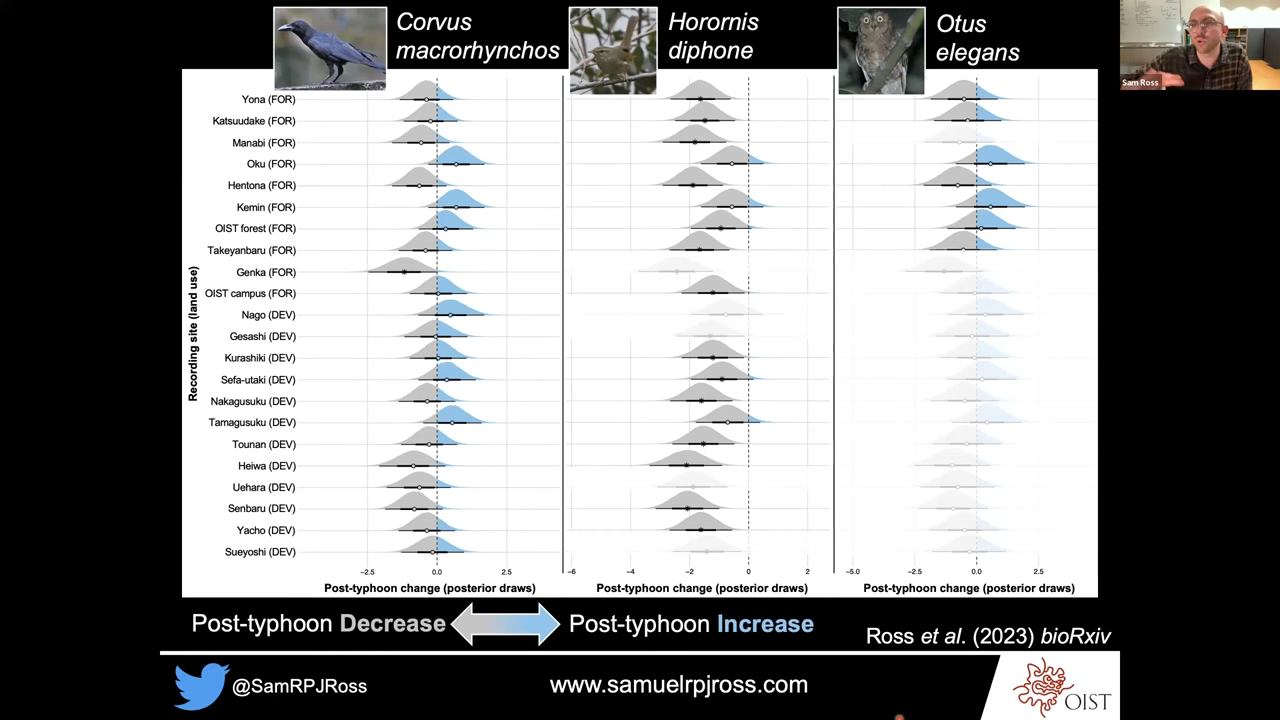 Corvus
macrorhynchos
Horornis
diphone
Otus
elegans
Sam Ross
Recording site (land use)
Yona (FOR)
Katsuudake (FOR)
Manabi (FOR)
Oku (FOR)
Hentona (FOR)
Kemin (FOR)
OIST forest (FOR)
Takeyanbaru (FOR)
Genka (FOR)
OIST campus (FOR)
Nago (DEV)
Gesashi (DEV)
Kurashiki (DEV)
Sefa-utaki (DEV)
Nakagusuku (DEV)
Tamagusuku (DEV)
Tounan (DEV)
Heiwa (DEV)
Uehara (DEV)
Senbaru (DEV)
Yacho (DEV)
Sueyoshi (DEV)
−2.5 0.0 2.5
−6 −4 −2 0 2
−5.0 −2.5 0.0 2.5
Post-typhoon change (posterior draws)
Post-typhoon change (posterior draws)
Post-typhoon change (posterior draws)
Post-typhoon Decrease
Post-typhoon Increase
Ross et al. (2023) bioRxiv
@SamRPJRoss
www.samuelrpjross.com
OIST